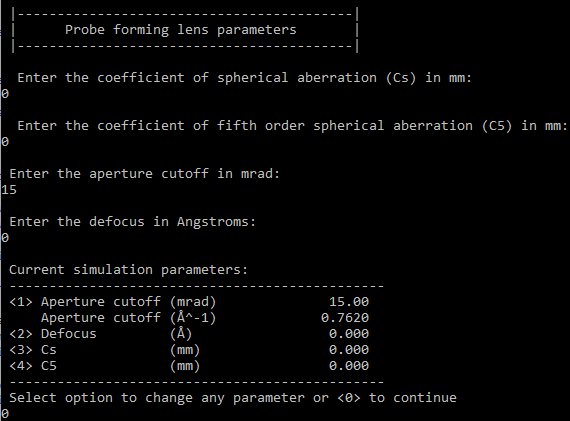 |------------------------------------------|
|      Probe forming lens parameters       |
|------------------------------------------|
Enter the coefficient of spherical aberration (Cs) in mm:
0
Enter the coefficient of fifth order spherical aberration (C5) in mm:
0
Enter the aperture cutoff in mrad:
15
Enter the defocus in Angstroms:
0
Current simulation parameters:
-----------------------------------------------
<1> Aperture cutoff (mrad)              15.00
    Aperture cutoff (Å^-1)             0.7620
<2> Defocus         (Å)                 0.000
<3> Cs              (mm)                0.000
<4> C5              (mm)                0.000
-----------------------------------------------
Select option to change any parameter or <0> to continue
0